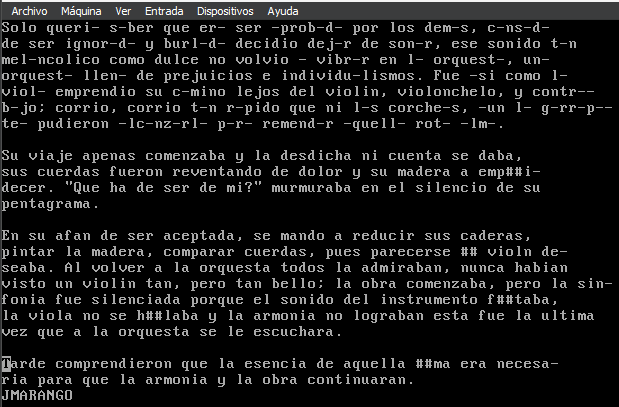 Archivo Máquina Ver Entrada Dispositivos Ayuda
Solo queri- s-ber que er- ser -prob-d- por los dem-s, c-ns-d-
de ser ignor-d- y burl-d- decidio dej-r de son-r, ese sonido t-n
mel-ncolico como dulce no volvio - vibr-r en l- orquest-, un-
orquest- llen- de prejuicios e individu-lismos. Fue -si como l-
viol- emprendio su c-mino lejos del violin, violonchelo, y contr--
b-jo; corrio, corrio t-n r-pido que ni l-s corche-s, -un l- g-rr-p--
te- pudieron -lc-nz-rl- p-r- remend-r -quell- rot- -lm-.
Su viaje apenas comenzaba y la desdicha ni cuenta se daba,
sus cuerdas fueron reventando de dolor y su madera a emp##i-
decer. "Que ha de ser de mi?" murmuraba en el silencio de su
pentagrama.
En su afan de ser aceptada, se mando a reducir sus caderas,
pintar la madera, comparar cuerdas, pues parecerse ## violn de-
seaba. Al volver a la orquesta todos la admiraban, nunca habian
visto un violin tan, pero tan bello; la obra comenzaba, pero la sin-
fonia fue silenciada porque el sonido del instrumento f##taba,
la viola no se h##laba y la armonia no lograban esta fue la ultima
vez que a la orquesta se le escuchara.
Tarde comprendieron que la esencia de aquella ##ma era necesa-
ria para que la armonia y la obra continuaran.
JMARANGO